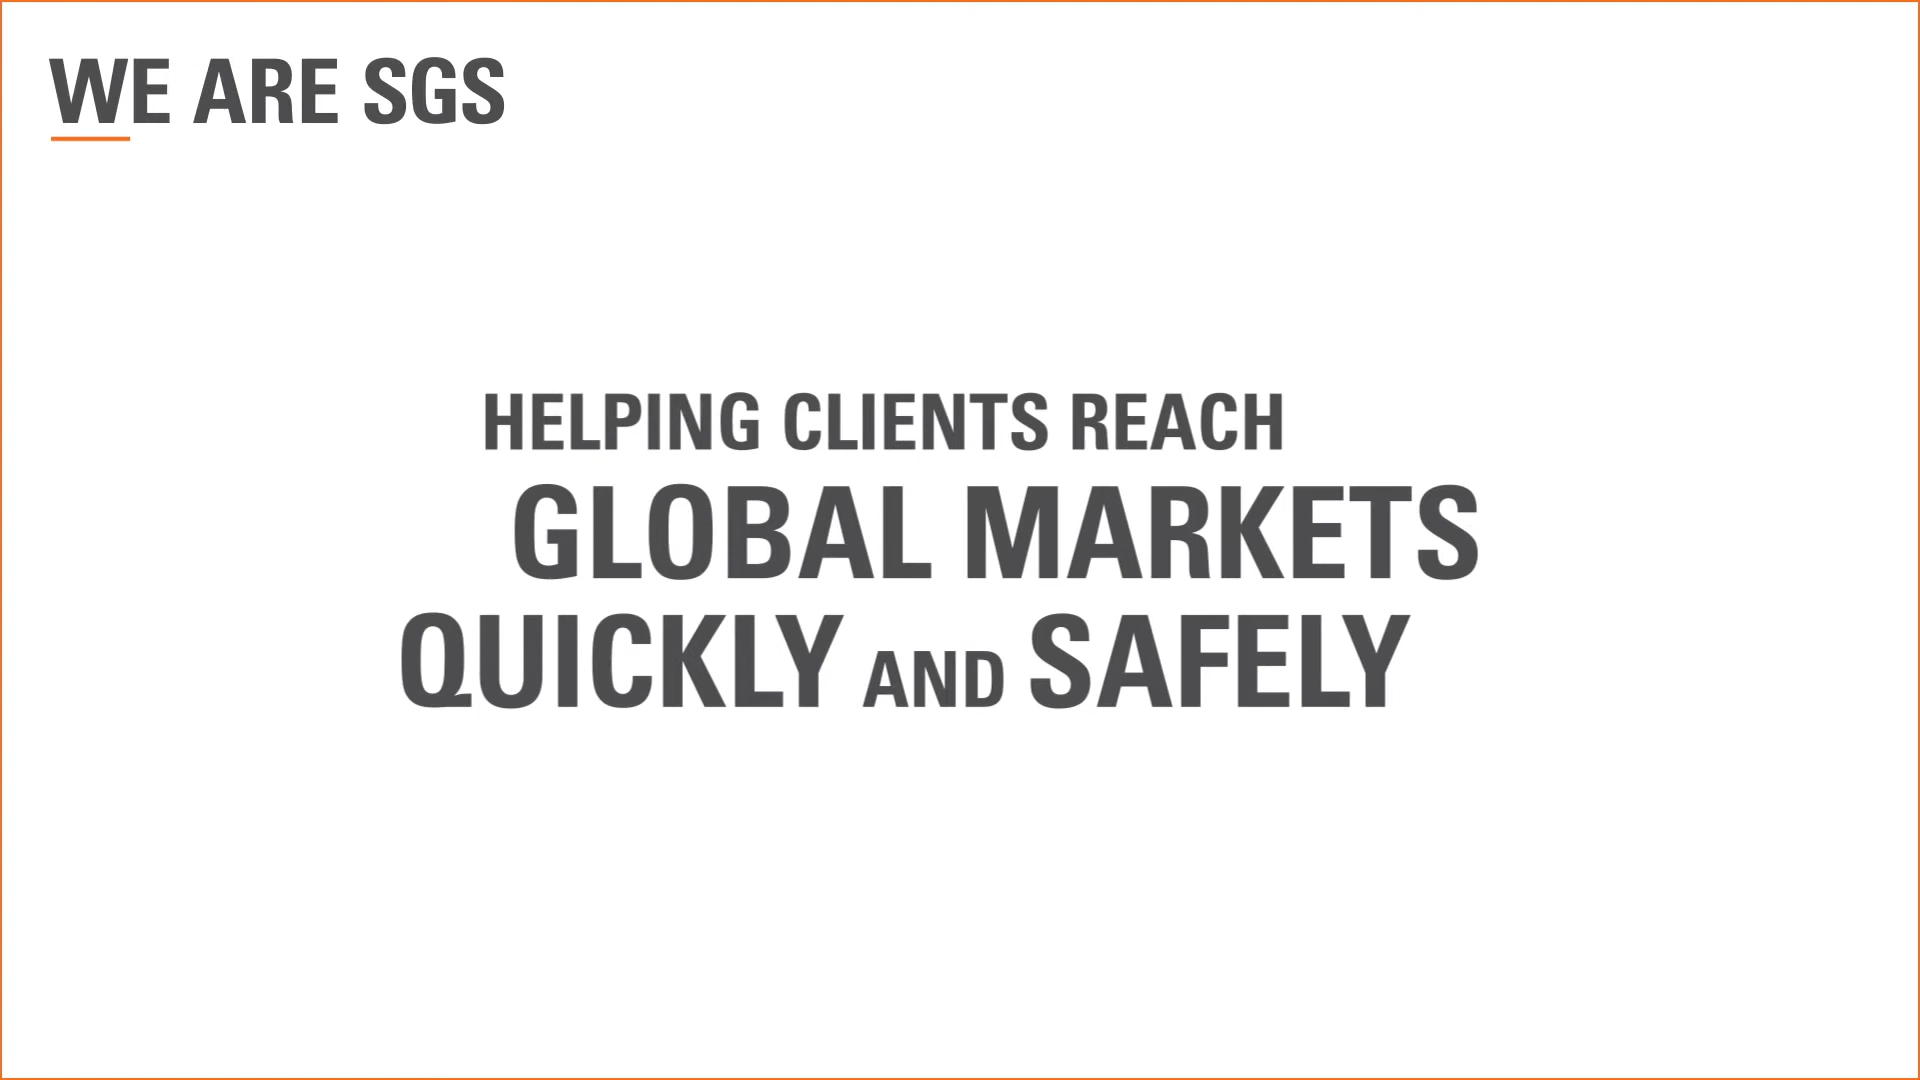 WE ARE SGS
HELPING CLIENTS REACH
GLOBAL MARKETS
QUICKLY AND SAFELY